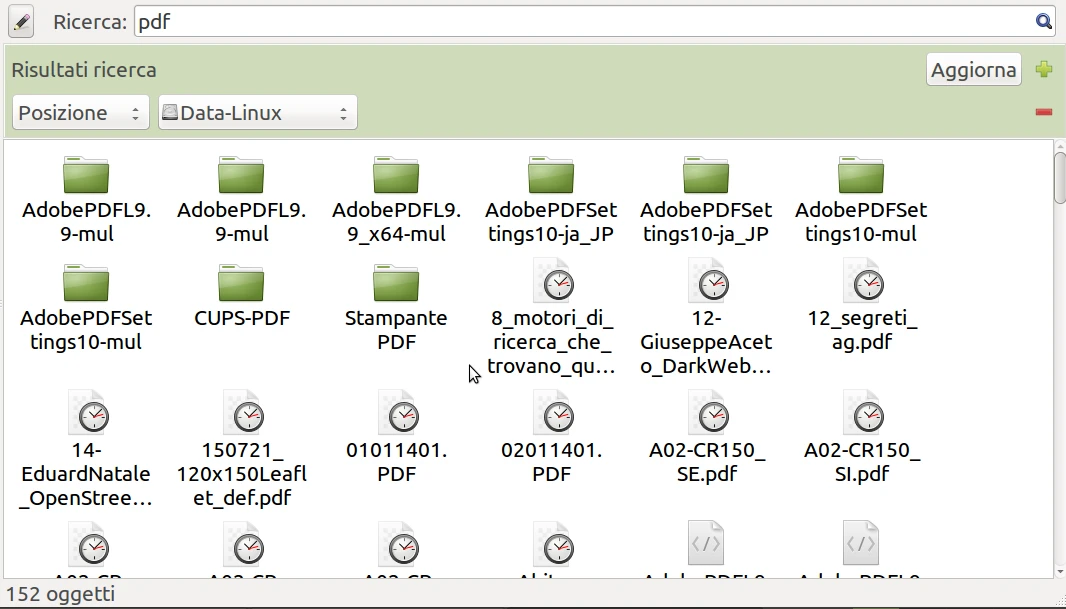 Ricerca: pdf
Risultati ricerca
Aggiorna
Posizione
Data-Linux
AdobePDFL9.
9-mul
AdobePDFL9.
9-mul
AdobePDFL9.
9_x64-mul
AdobePDFSet
tings10-ja_JP
AdobePDFSet
tings10-ja_JP
AdobePDFSet
tings10-mul
AdobePDFSet
tings10-mul
CUPS-PDF
Stampante
PDF
8_motori_di_
ricerca_che_
trovano_qu...
12-
GiuseppeAcet
o_DarkWeb...
12_segreti_
ag.pdf
14-
EduardNatale
_OpenStree...
150721_
120x150Leafl
et_def.pdf
01011401.
PDF
02011401.
PDF
A02-CR150_
SE.pdf
A02-CR150_
SI.pdf
152 oggetti